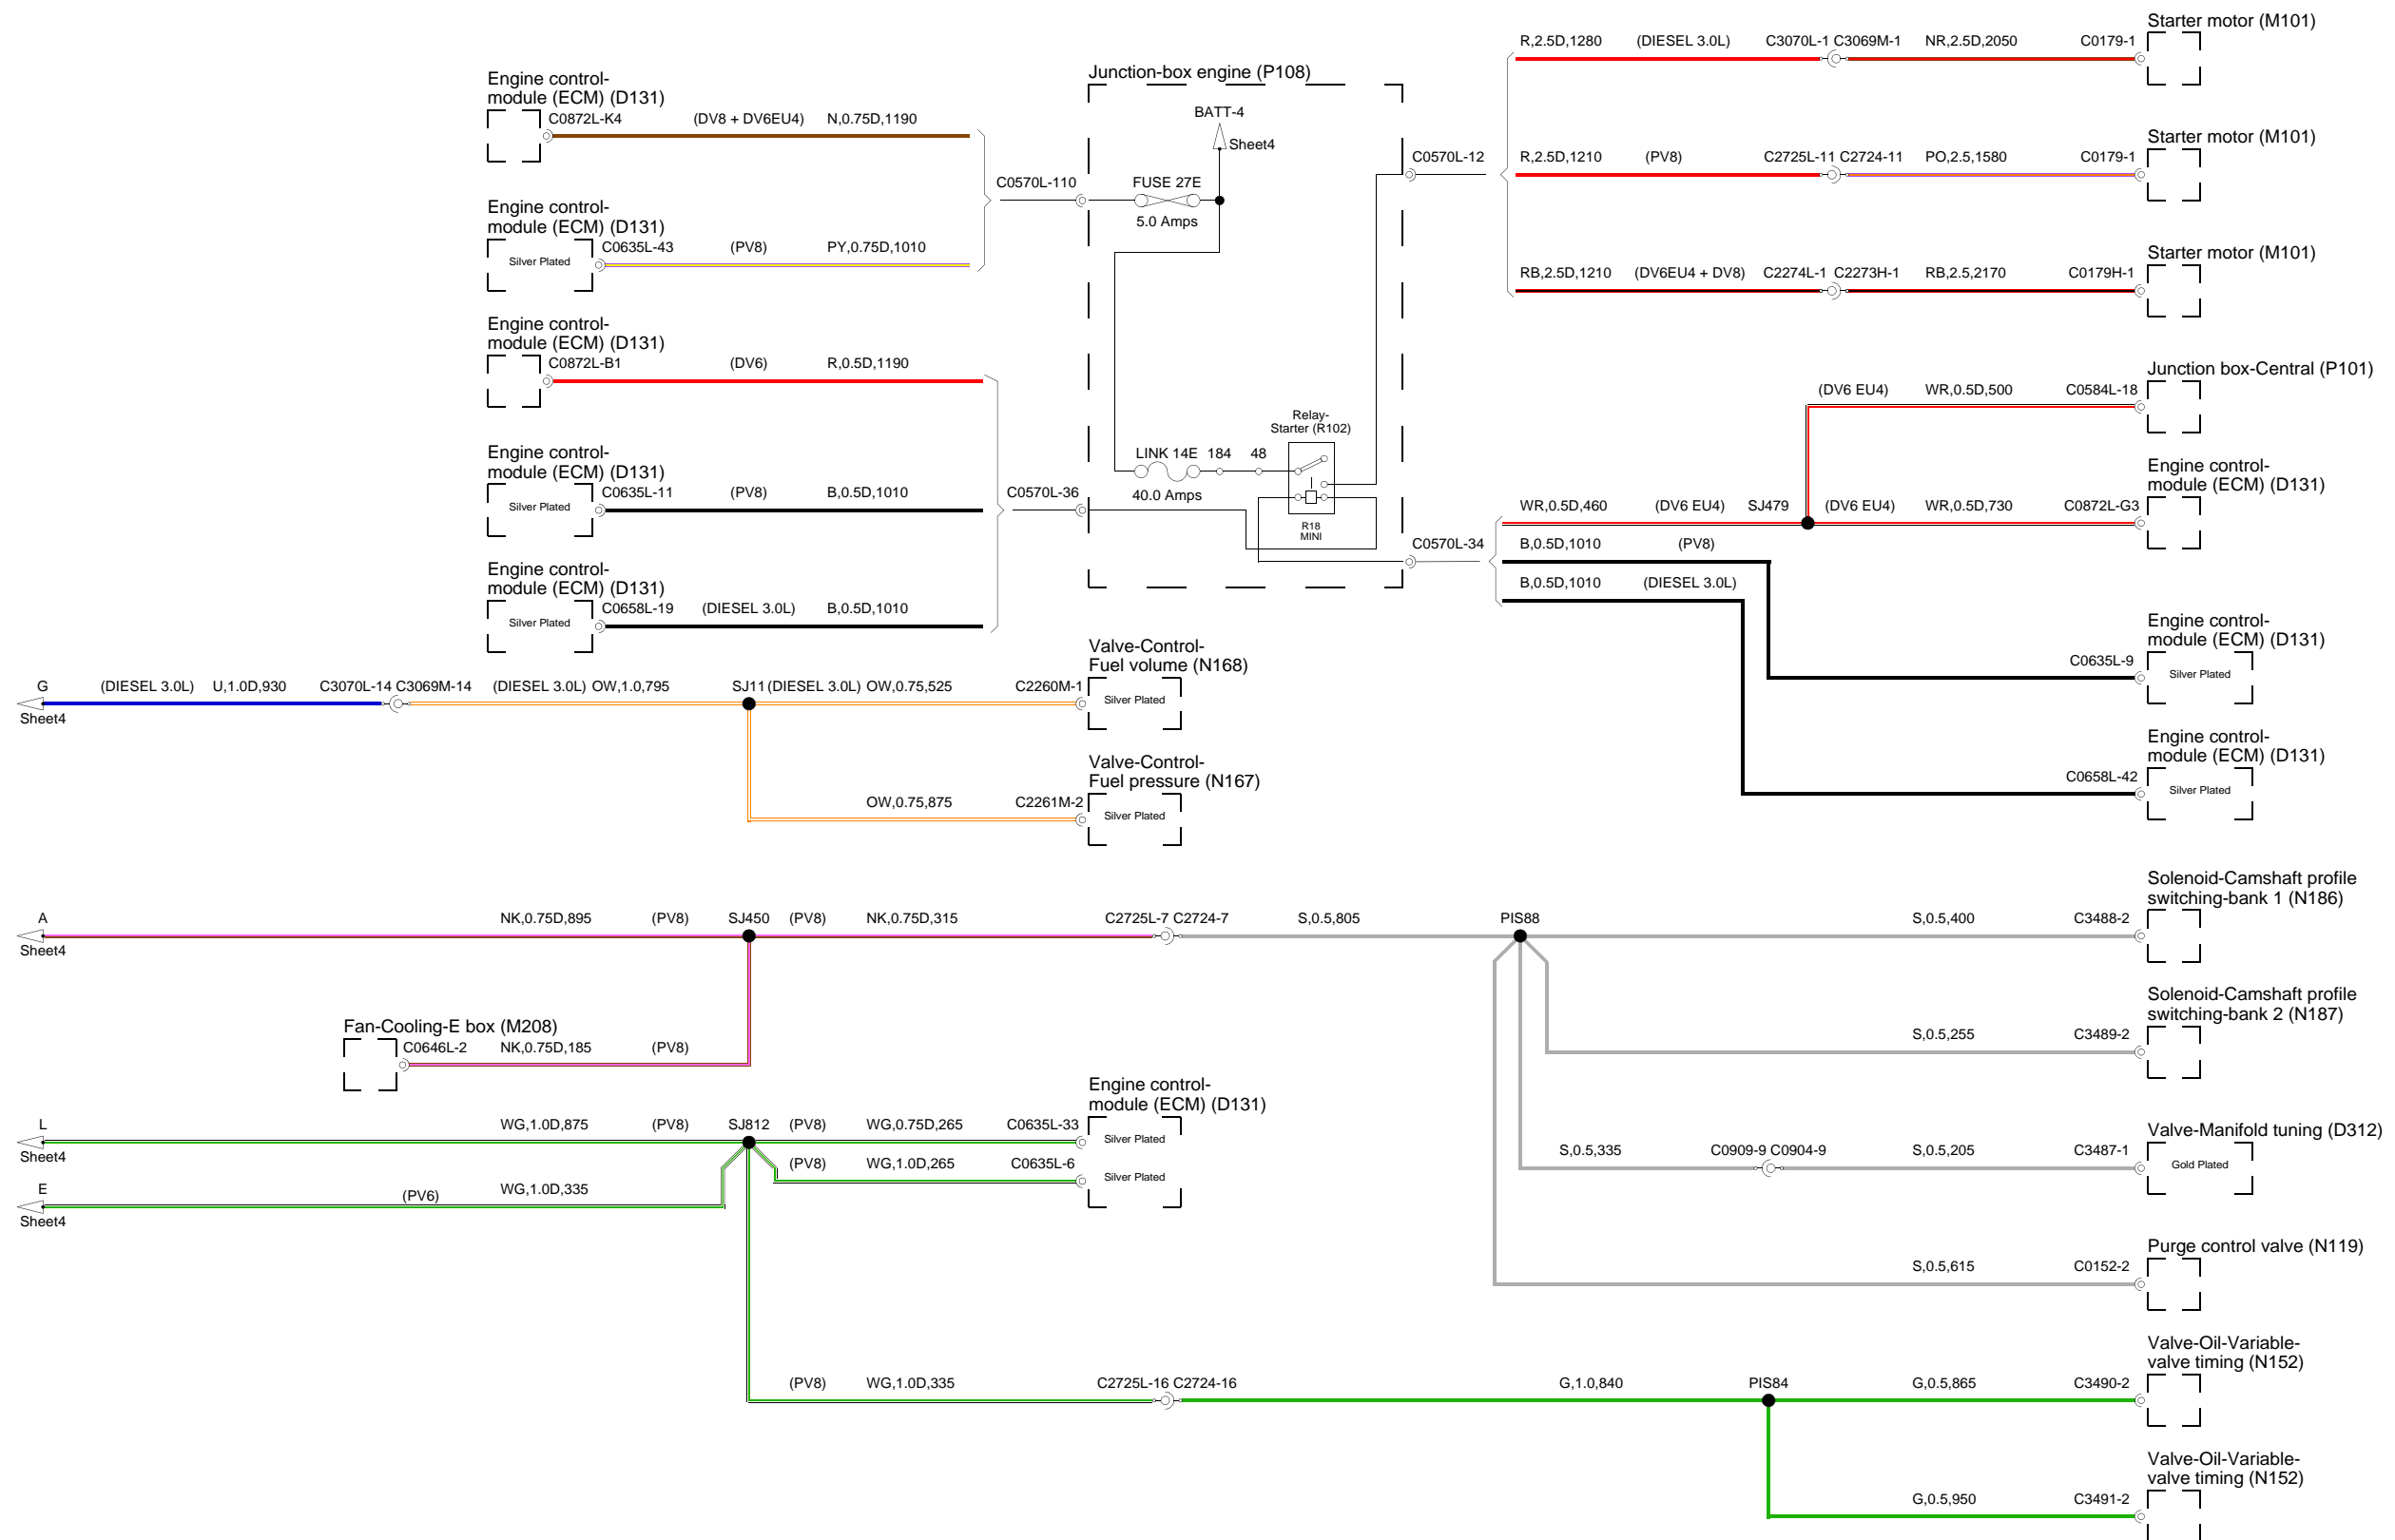 Starter motor (M101)
R,2.5D,1280 (DIESEL 3.0L) C3070L-1 C3069M-1 NR,2.5D,2050 C0179-1
Engine control-
module (ECM) (D131)
C0872L-K4 (DV8 + DV6EU4) N,0.75D,1190
Junction-box engine (P108)
BATT-4
Sheet4
Starter motor (M101)
C0570L-12 R,2.5D,1210 (PV8) C2725L-11 C2724-11 PO,2.5,1580 C0179-1
C0570L-110 FUSE 27E
5.0 Amps
Engine control-
module (ECM) (D131)
Silver Plated
C0635L-43 (PV8) PY,0.75D,1010
Starter motor (M101)
RB,2.5D,1210 (DV6EU4 + DV8) C2274L-1 C2273H-1 RB,2.5,2170 C0179H-1
Engine control-
module (ECM) (D131)
C0872L-B1 (DV6) R,0.5D,1190
Junction box-Central (P101)
(DV6 EU4) WR,0.5D,500 C0584L-18
Relay-
Starter (R102)
LINK 14E 184 48
40.0 Amps
R18
MINI
Engine control-
module (ECM) (D131)
Silver Plated
C0635L-11 (PV8) B,0.5D,1010 C0570L-36
Engine control-
module (ECM) (D131)
WR,0.5D,460 (DV6 EU4) SJ479 (DV6 EU4) WR,0.5D,730 C0872L-G3
C0570L-34 B,0.5D,1010 (PV8)
B,0.5D,1010 (DIESEL 3.0L)
Engine control-
module (ECM) (D131)
Silver Plated
C0658L-19 (DIESEL 3.0L) B,0.5D,1010
Engine control-
module (ECM) (D131)
C0635L-9
Silver Plated
Valve-Control-
Fuel volume (N168)
G (DIESEL 3.0L) U,1.0D,930 C3070L-14 C3069M-14 (DIESEL 3.0L) OW,1.0,795 SJ11 (DIESEL 3.0L) OW,0.75,525 C2260M-1
Silver Plated
Sheet4
Engine control-
module (ECM) (D131)
C0658L-42
Silver Plated
Valve-Control-
Fuel pressure (N167)
OW,0.75,875 C2261M-2
Silver Plated
Solenoid-Camshaft profile
switching-bank 1 (N186)
A NK,0.75D,895 (PV8) SJ450 (PV8) NK,0.75D,315 C2725L-7 C2724-7 S,0.5,805 PIS88 S,0.5,400 C3488-2
Sheet4
Solenoid-Camshaft profile
switching-bank 2 (N187)
S,0.5,255 C3489-2
Fan-Cooling-E box (M208)
C0646L-2 NK,0.75D,185 (PV8)
Engine control-
module (ECM) (D131)
L WG,1.0D,875 (PV8) SJ812 (PV8) WG,0.75D,265 C0635L-33
Silver Plated
Sheet4
(PV8) WG,1.0D,265 C0635L-6
Silver Plated
Valve-Manifold tuning (D312)
S,0.5,335 C0909-9 C0904-9 S,0.5,205 C3487-1
Gold Plated
E (PV6) WG,1.0D,335
Sheet4
Purge control valve (N119)
S,0.5,615 C0152-2
Valve-Oil-Variable-
valve timing (N152)
(PV8) WG,1.0D,335 C2725L-16 C2724-16 G,1.0,840 PIS84 G,0.5,865 C3490-2
Valve-Oil-Variable-
valve timing (N152)
G,0.5,950 C3491-2